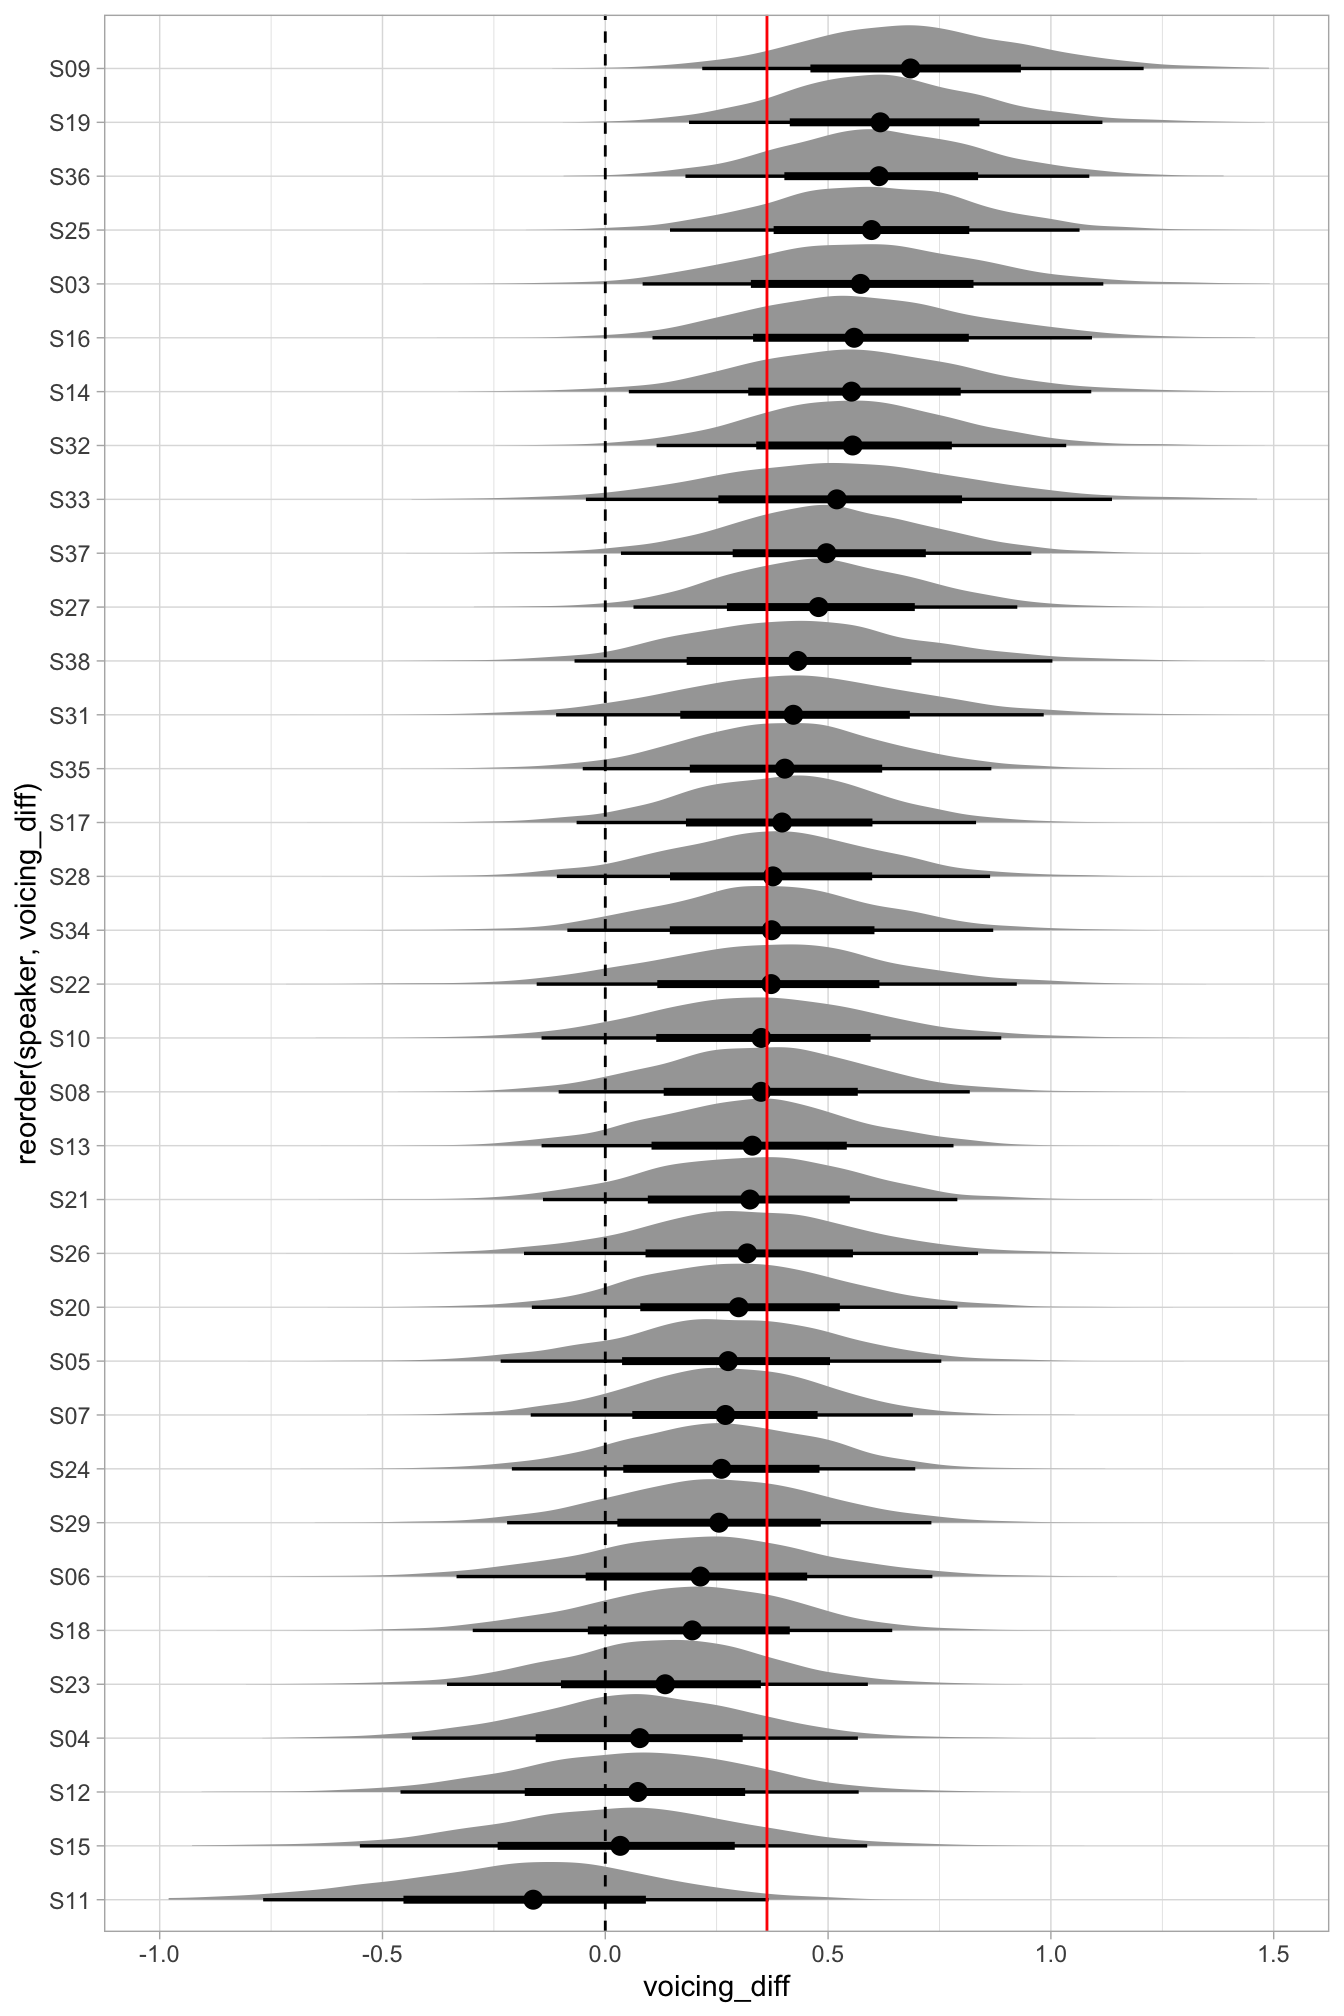 S09
S19
S36
S25
S03
S16
S14
S32
S33
S37
S27
S38
S31
S35
S17
S28
S34
S22
S10
S08
S13
S21
S26
S20
S05
S07
S24
S29
S06
S18
S23
S04
S12
S15
S11
reorder(speaker, voicing_diff)
-1.0 -0.5 0.0 0.5 1.0 1.5
voicing_diff